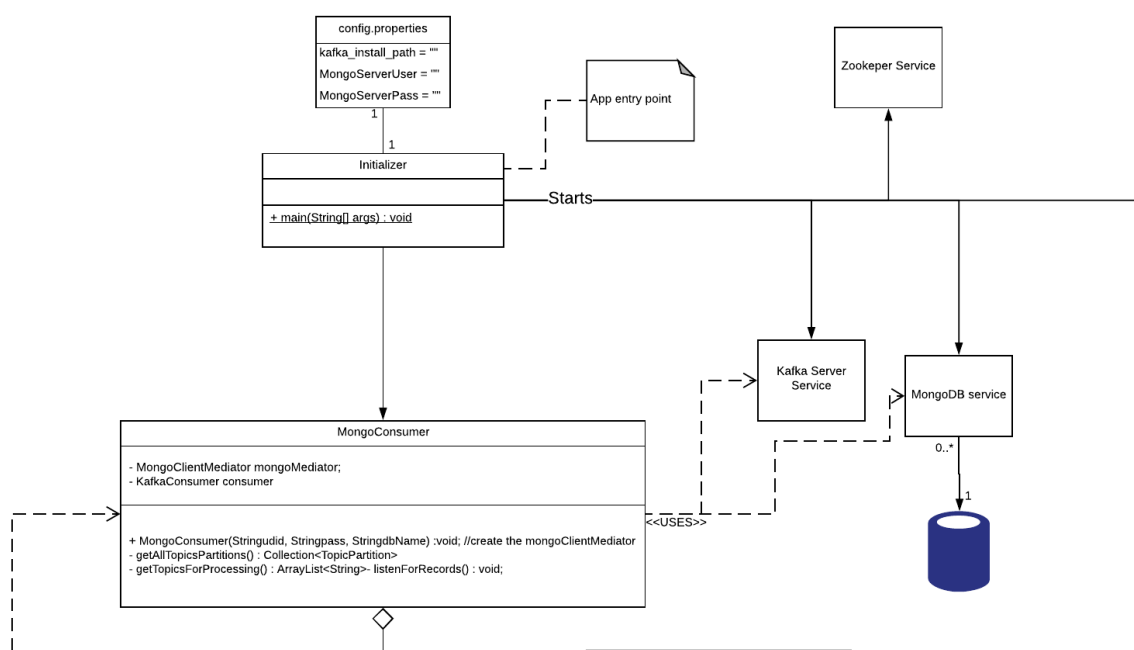 config.properties
kafka_install_path = ""
MongoServerUser = ""
MongoServerPass = ""
1
1
Initializer
+ main(String[] args) : void
App entry point
Zookeper Service
Starts
Kafka Server
Service
MongoDB service
0..*
1
MongoConsumer
- MongoClientMediator mongoMediator;
- KafkaConsumer consumer
<<USES>>
+ MongoConsumer(Stringudid, Stringpass, StringdbName) :void; //create the mongoClientMediator
- getAllTopicsPartitions() : Collection<TopicPartition>
- getTopicsForProcessing() : ArrayList<String>- listenForRecords() : void;